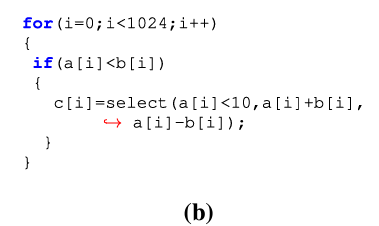 for(i=0;i<1024;i++)
{
if(a[i]<b[i])
{
c[i]=select(a[i]<10,a[i]+b[i],
↪ a[i]-b[i]);
}
}
(b)